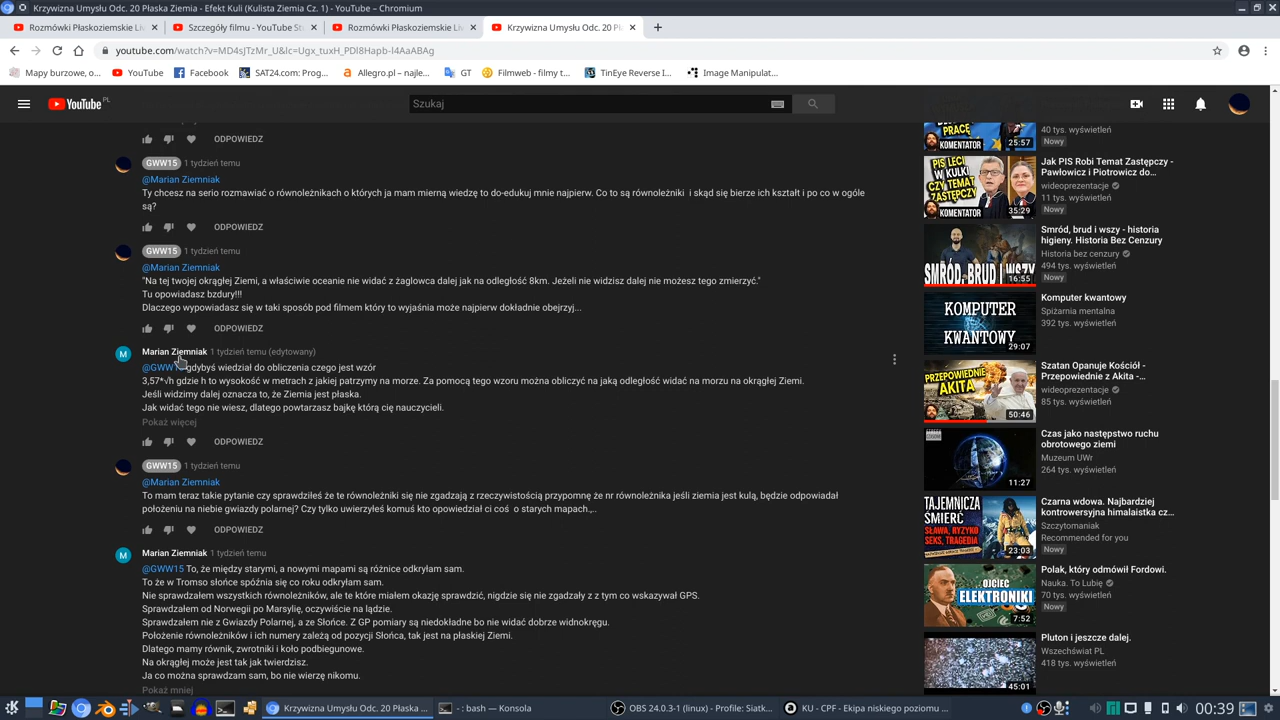 Krzywizna Umysłu Odc. 20 Płaska Ziemia - Efekt Kuli (Kulista Ziemia Cz. 1) - YouTube – Chromium
Rozmówki Płaskoziemskie Li
Szczegóły filmu - YouTube St
Rozmówki Płaskoziemskie Li
Krzywizna Umysłu Odc. 20 P
youtube.com/watch?v=MD4sJTzMr_U&lc=Ugx_tuxH_PDl8Hapb-I4AaABAg
Mapy burzowe, o...
YouTube
Facebook
SAT24.com: Prog...
Allegro.pl – najle...
GT
Filmweb - filmy t...
TinEye Reverse I...
Image Manipulat...
YouTube PL
Szukaj
ODPOWIEDZ
GWW15 1 tydzień temu
@Marian Ziemniak
Ty chcesz na serio rozmawiać o równoleżnikach o których ja mam mierną wiedzę to do-edukuj mnie najpierw. Co to są równoleżniki i skąd się bierze ich kształt i po co w ogóle
są?
ODPOWIEDZ
GWW15 1 tydzień temu
@Marian Ziemniak
"Na tej twojej okrągłej Ziemi, a właściwie oceanie nie widać z żaglowca dalej jak na odległość 8km. Jeżeli nie widzisz dalej nie możesz tego zmierzyć."
Tu opowiadasz bzdury!!!
Dlaczego wypowiadasz się w taki sposób pod filmem który to wyjaśnia może najpierw dokładnie obejrzyj...
ODPOWIEDZ
M
Marian Ziemniak 1 tydzień temu (edytowany)
@GWW15 gdybyś wiedział do obliczenia czego jest wzór
3,57*√h gdzie h to wysokość w metrach z jakiej patrzymy na morze. Za pomocą tego wzoru można obliczyć na jaką odległość widać na morzu na okrągłej Ziemi.
Jeśli widzimy dalej oznacza to, że Ziemia jest płaska.
Jak widać tego nie wiesz, dlatego powtarzasz bajkę którą cię nauczycieli.
Pokaż więcej
ODPOWIEDZ
GWW15 1 tydzień temu
@Marian Ziemniak
To mam teraz takie pytanie czy sprawdziłeś że te równoleżniki się nie zgadzają z rzeczywistością przypomnę że nr równoleżnika jeśli ziemia jest kulą, będzie odpowiadał
położeniu na niebie gwiazdy polarnej? Czy tylko uwierzyłeś komuś kto opowiedział ci coś o starych mapach.,..
ODPOWIEDZ
M
Marian Ziemniak 1 tydzień temu
@GWW15 To, że między starymi, a nowymi mapami są różnice odkryłam sam.
To że w Tromso słońce spóźnia się co roku odkryłam sam.
Nie sprawdzałem wszystkich równoleżników, ale te które miałem okazję sprawdzić, nigdzie się nie zgadzały z z tym co wskazywał GPS.
Sprawdzałem od Norwegii po Marsylię, oczywiście na lądzie.
Sprawdzałem nie z Gwiazdy Polarnej, a ze Słońce. Z GP pomiary są niedokładne bo nie widać dobrze widnokręgu.
Położenie równoleżników i ich numery zależą od pozycji Słońca, tak jest na płaskiej Ziemi.
Dlatego mamy równik, zwrotniki i koło podbiegunowe.
Na okrągłej może jest tak jak twierdzisz.
Ja co można sprawdzam sam, bo nie wierzę nikomu.
Pokaż mniej
PRACĘ
KOMENTATOR
25:57
40 tys. wyświetleń
Nowy
PIS LECI W KULKI CZY TEMAT ZASTĘPCZY
KOMENTATOR
35:29
Jak PIS Robi Temat Zastępczy -
Pawłowicz i Piotrowicz do...
wideoprezentacje
11 tys. wyświetleń
Nowy
SMRÓD, BRUD I WSZY
16:55
Smród, brud i wszy - historia
higieny. Historia Bez Cenzury
Historia bez cenzury
494 tys. wyświetleń
KOMPUTER
KWANTOWY
29:07
Komputer kwantowy
Spiżarnia mentalna
392 tys. wyświetleń
PRZEPOWIEDNIE
Z AKITA
50:46
Szatan Opanuje Kościół -
Przepowiednie z Akita -...
wideoprezentacje
85 tys. wyświetleń
11:27
Czas jako następstwo ruchu
obrotowego ziemi
Muzeum UWr
264 tys. wyświetleń
TAJEMNICZA
ŚMIERĆ
SŁAWA, RYZYKO
SEKS, TRAGEDIA
23:03
Czarna wdowa. Najbardziej
kontrowersyjna himalaistka cz...
Szczytomaniak
Recommended for you
Nowy
OJCIEC
ELEKTRONIKI
7:52
Polak, który odmówił Fordowi.
Nauka. To Lubię
70 tys. wyświetleń
Nowy
45:01
Pluton i jeszcze dalej.
Wszechświat PL
418 tys. wyświetleń
Krzywizna Umysłu Odc. 20 Płaska ...
- : bash — Konsola
OBS 24.0.3-1 (linux) - Profile: Siatk...
KU - CPF - Ekipa niskiego poziomu ...
00:39